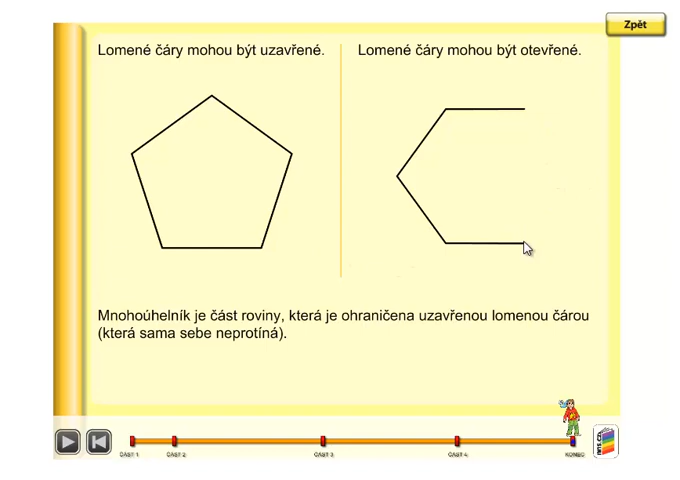 Zpět
Lomené čáry mohou být uzavřené.
Lomené čáry mohou být otevřené.
Mnohoúhelník je část roviny, která je ohraničena uzavřenou lomenou čárou
(která sama sebe neprotíná).
ČÁST 1
ČÁST 2
ČÁST 3
ČÁST 4
KONEC